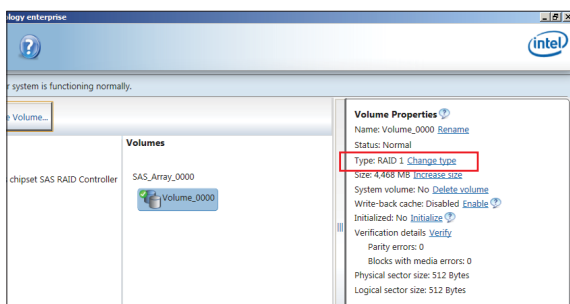 ology enterprise
?
intel
r system is functioning normally.
e Volume...
Volumes
chipset SAS RAID Controller
SAS_Array_0000
Volume_0000
Volume Properties ?
Name: Volume_0000 Rename
Status: Normal
Type: RAID 1 Change type
Size: 4,468 MB Increase size
System volume: No Delete volume
Write-back cache: Disabled Enable ?
Initialized: No Initialize ?
Verification details Verify
Parity errors: 0
Blocks with media errors: 0
Physical sector size: 512 Bytes
Logical sector size: 512 Bytes